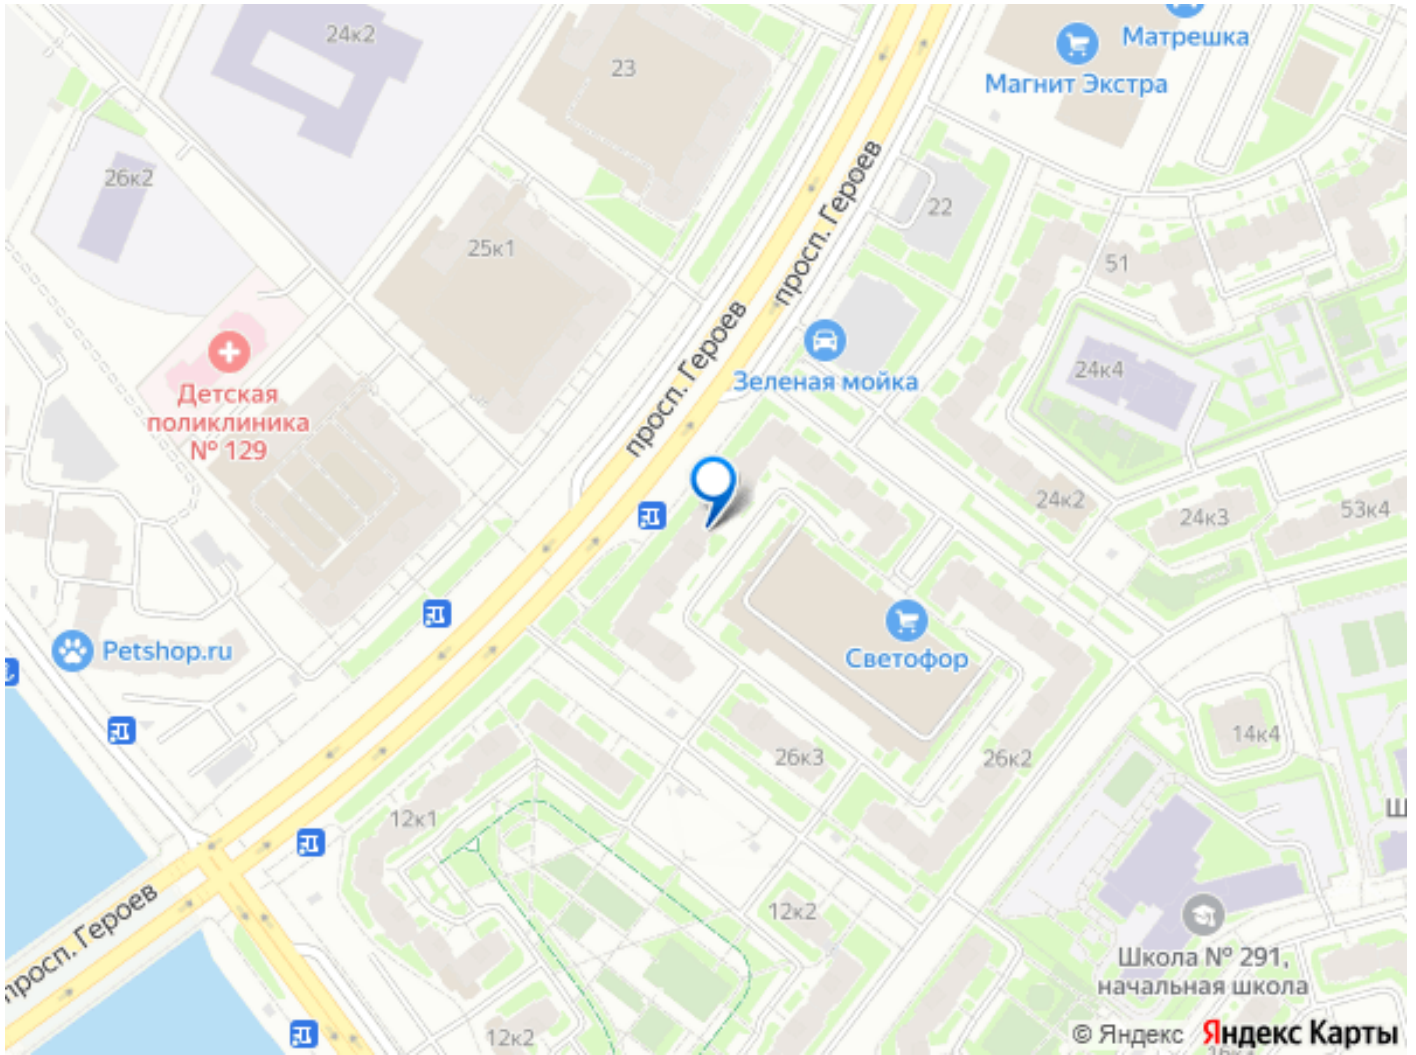 24к2
23
Матрешка
Магнит Экстра
26к2
22
просп. Героев
25к1
51
просп. Героев
Зеленая мойка
24к4
Детская
поликлиника
№ 129
24к2
24к3
53к4
Светофор
Petshop.ru
14к4
26к3
26к2
12к1
Ш
просп. Героев
12к2
Школа № 291,
начальная школа
12к2
© Яндекс Яндекс Карты